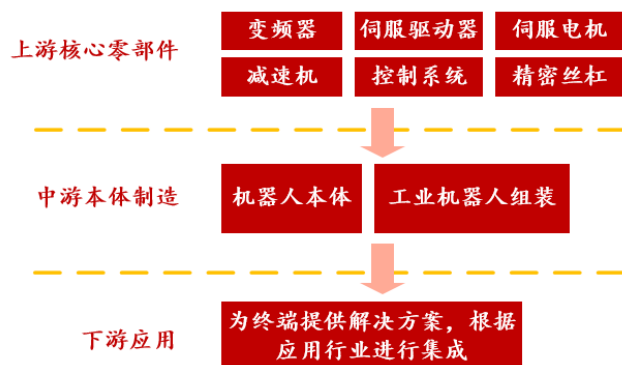 变频器
伺服驱动器
伺服电机
上游核心零部件
减速机
控制系统
精密丝杠
中游本体制造
机器人本体
工业机器人组装
下游应用
为终端提供解决方案，根据
应用行业进行集成